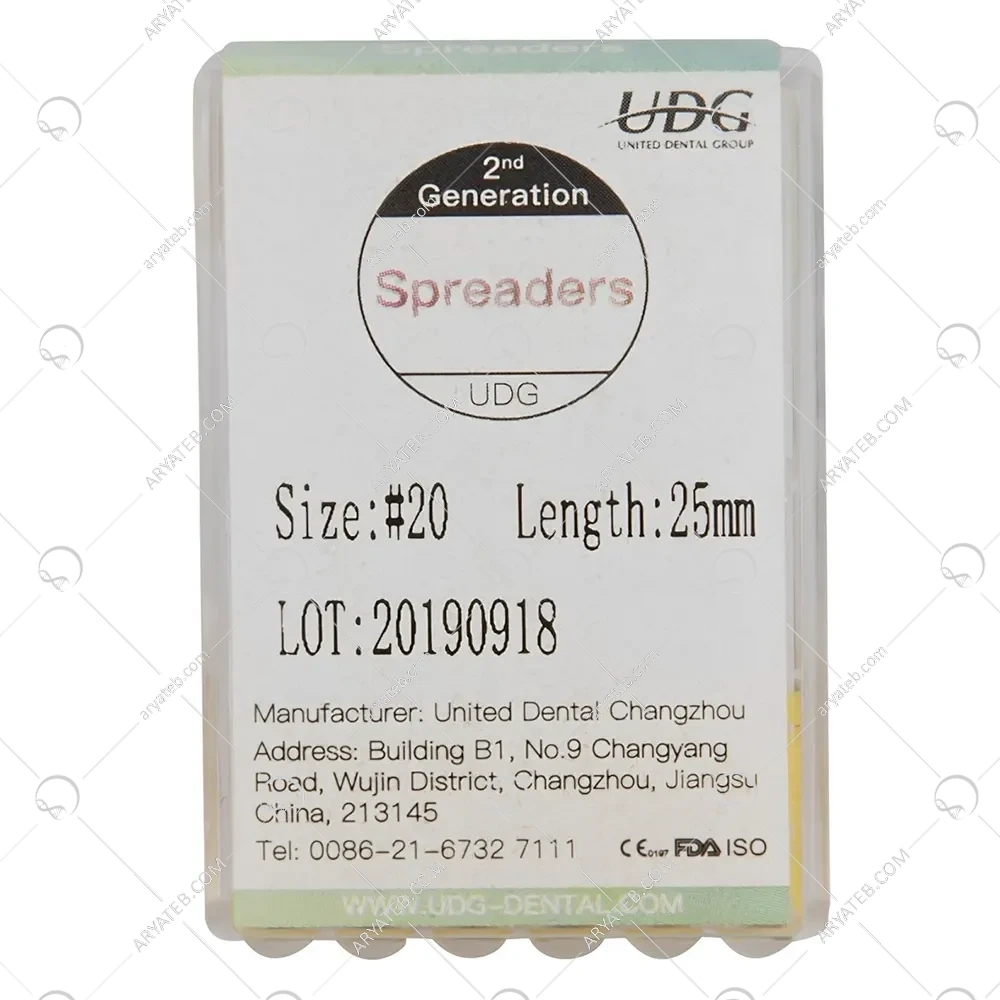 Spreaders
UDG
UNITED DENTAL GROUP
2nd
Generation
Spreaders
UDG
Size:#20 Length:25mm
LOT:20190918
Manufacturer: United Dental Changzhou
Address: Building B1, No.9 Changyang
Road, Wujin District, Changzhou, Jiangsu
China, 213145
Tel: 0086-21-6732 7111 CE0197 FDA ISO
WWW.UDG-DENTAL.COM
ARYATEB.COM
aryateb.com